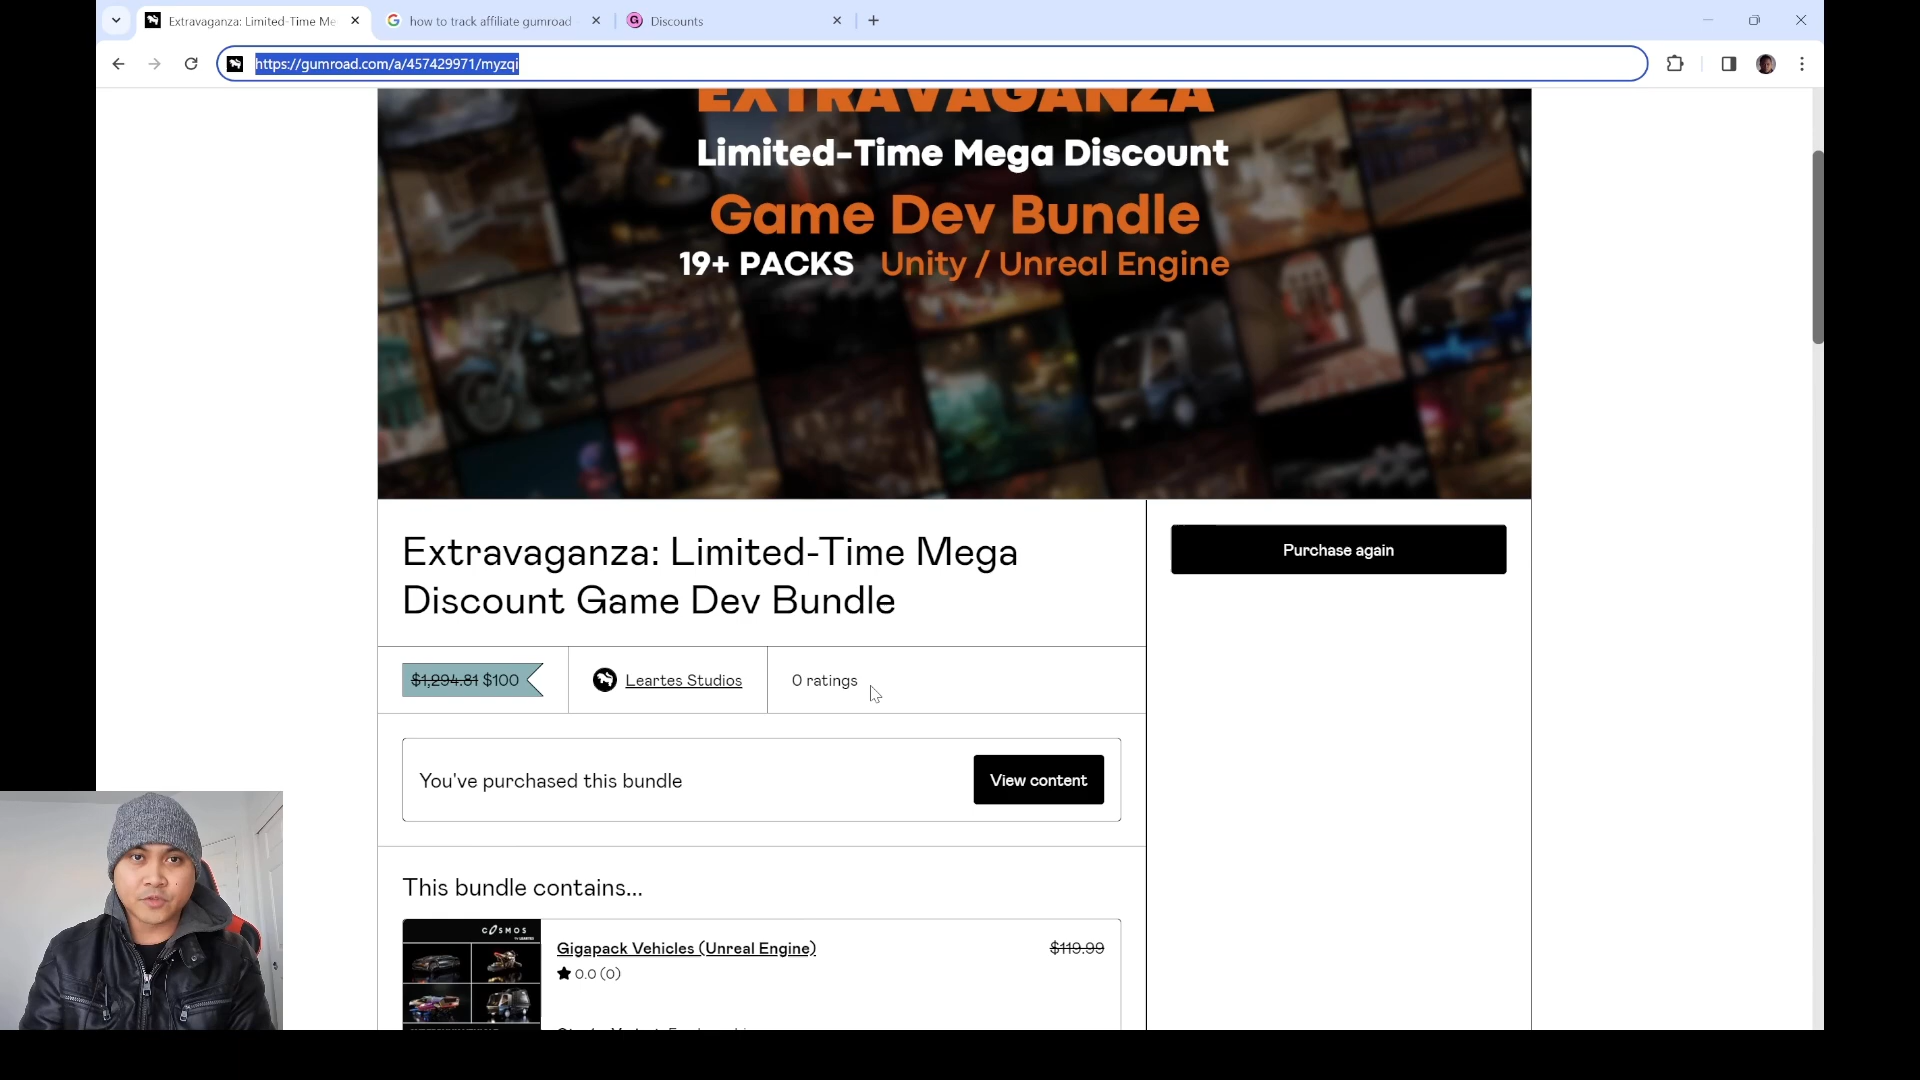 Extravaganza: Limited-Time Me
how to track affiliate gumroad
Discounts
https://gumroad.com/a/457429971/myzqi
EXTRAVAGANZA
Limited-Time Mega Discount
Game Dev Bundle
19+ PACKS Unity / Unreal Engine
Extravaganza: Limited-Time Mega
Discount Game Dev Bundle
Purchase again
$1,294.81 $100
Leartes Studios
0 ratings
You've purchased this bundle
View content
This bundle contains...
COSMOS
Gigapack Vehicles (Unreal Engine)
$119.99
0.0 (0)